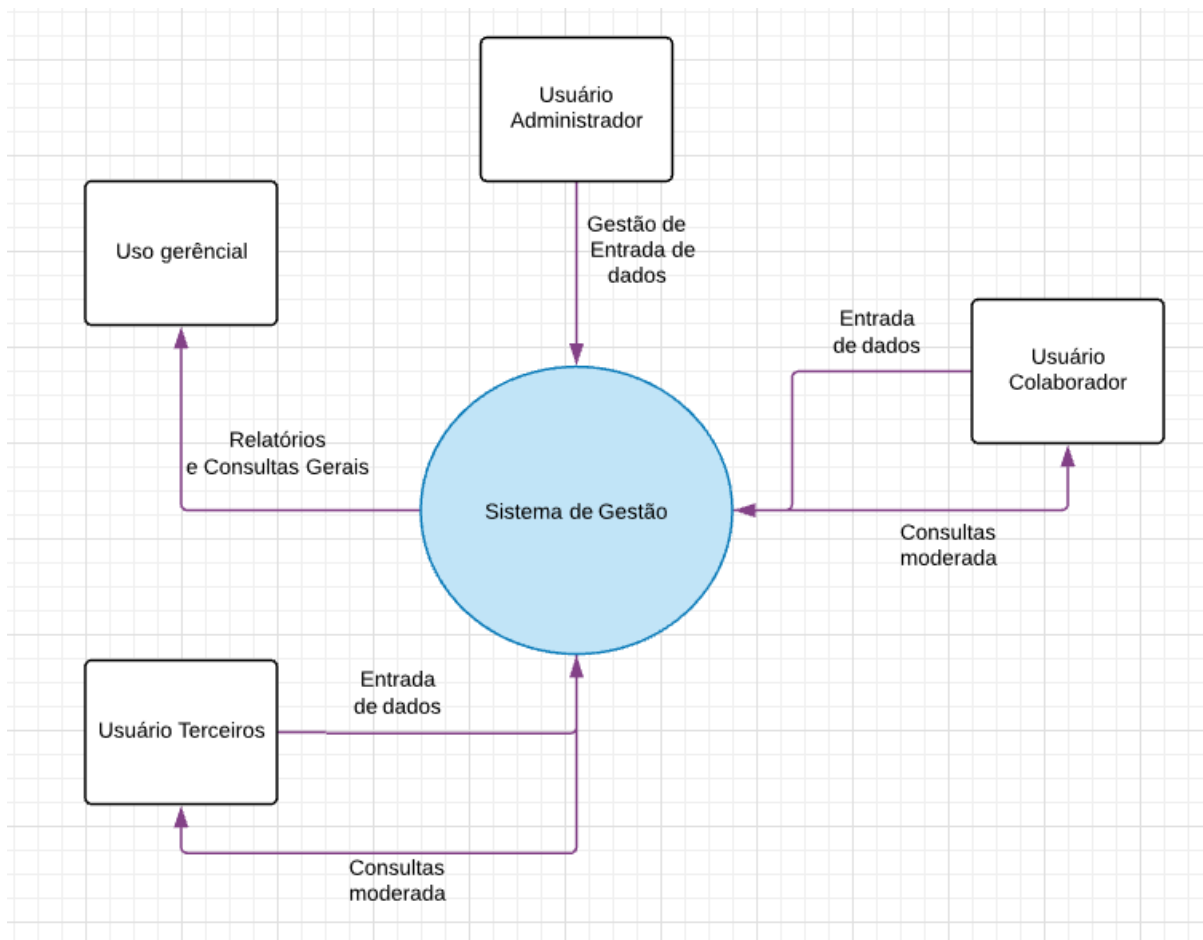 Usuário
Administrador
Gestão de
Entrada de
dados
Uso gerêncial
Entrada
de dados
Usuário
Colaborador
Relatórios
e Consultas Gerais
Sistema de Gestão
Consultas
moderada
Entrada
de dados
Usuário Terceiros
Consultas
moderada